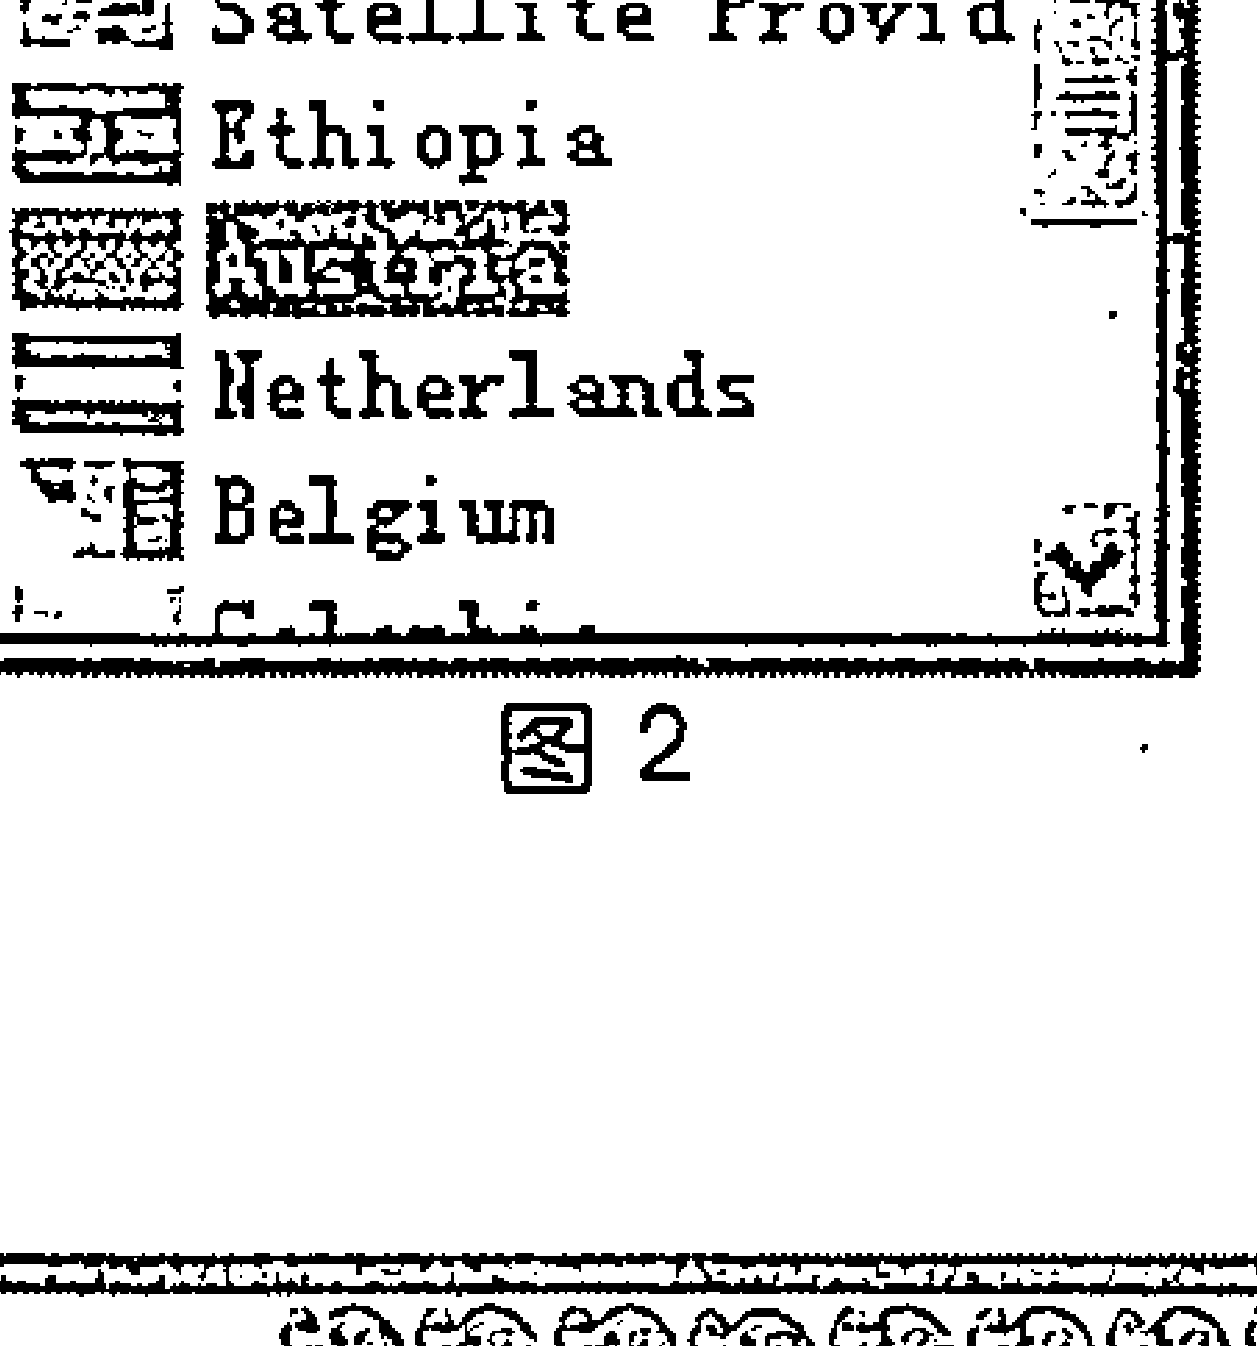 Satellite Provid
Ethiopia
Austria
Netherlands
Belgium
图 2